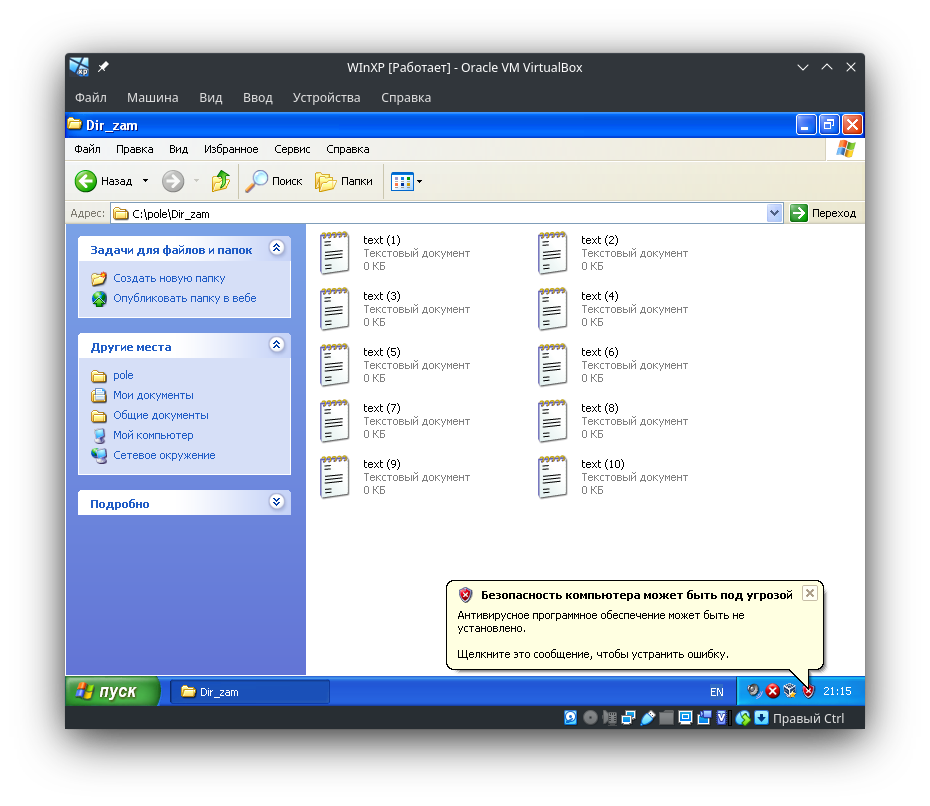 WInXP [Работает] - Oracle VM VirtualBox
Файл Машина Вид Ввод Устройства Справка
Dir_zam
Файл Правка Вид Избранное Сервис Справка
Назад Поиск Папки
Адрес: C:\pole\Dir_zam Переход
Задачи для файлов и папок
Создать новую папку
Опубликовать папку в вебе
Другие места
pole
Мои документы
Общие документы
Мой компьютер
Сетевое окружение
Подробно
text (1)
Текстовый документ
0 КБ
text (2)
Текстовый документ
0 КБ
text (3)
Текстовый документ
0 КБ
text (4)
Текстовый документ
0 КБ
text (5)
Текстовый документ
0 КБ
text (6)
Текстовый документ
0 КБ
text (7)
Текстовый документ
0 КБ
text (8)
Текстовый документ
0 КБ
text (9)
Текстовый документ
0 КБ
text (10)
Текстовый документ
0 КБ
Безопасность компьютера может быть под угрозой
Антивирусное программное обеспечение может быть не
установлено.
Щелкните это сообщение, чтобы устранить ошибку.
пуск Dir_zam EN 21:15
Правый Ctrl